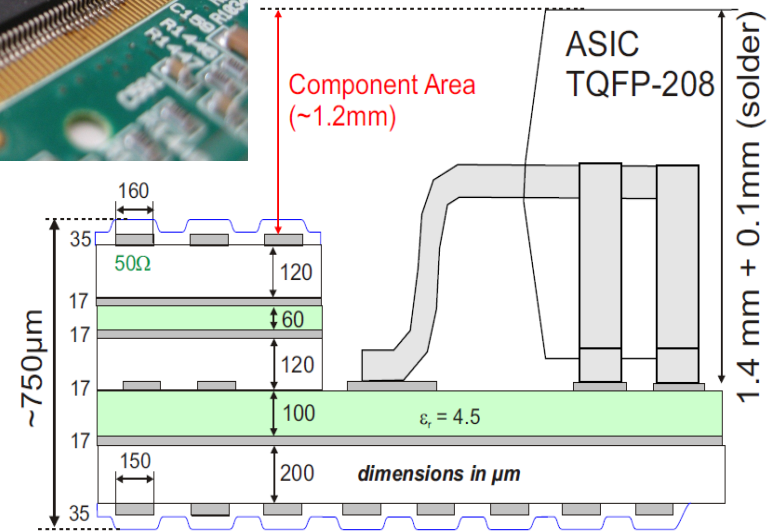 Component Area
(~1.2mm)
ASIC
TQFP-208
1.4 mm + 0.1mm (solder)
160
35
50Ω
120
17
60
17
120
17
100
εr = 4.5
17
150
200
dimensions in μm
35
~750μm